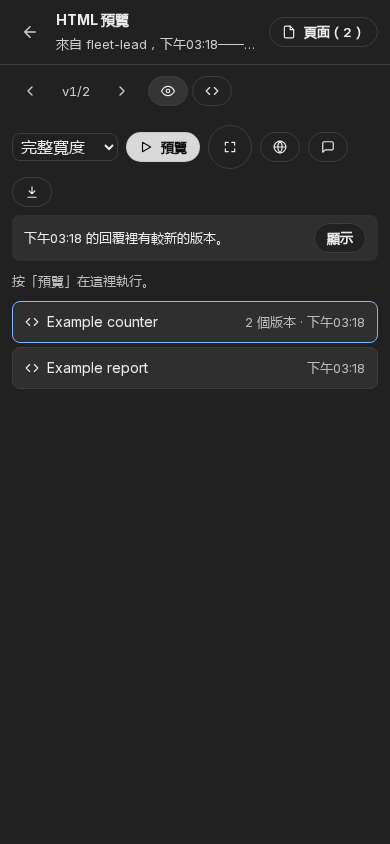 HTML 預覽
來自 fleet-lead，下午03:18——…
頁面（2）
v1/2
完整寬度
預覽
下午03:18 的回覆裡有較新的版本。
顯示
按「預覽」在這裡執行。
Example counter
2 個版本 · 下午03:18
Example report
下午03:18